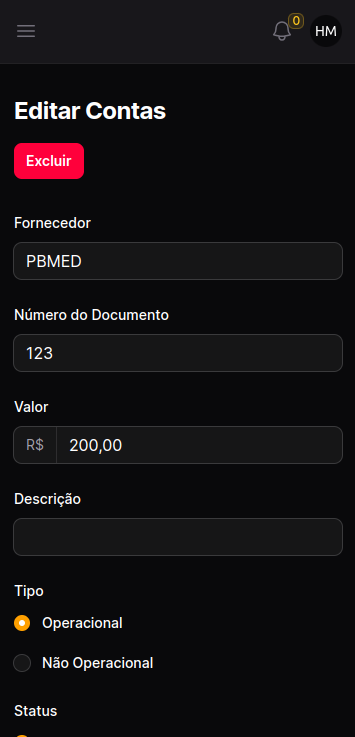 0
HM
Editar Contas
Excluir
Fornecedor
PBMED
Número do Documento
123
Valor
R$ 200,00
Descrição
Tipo
Operacional
Não Operacional
Status